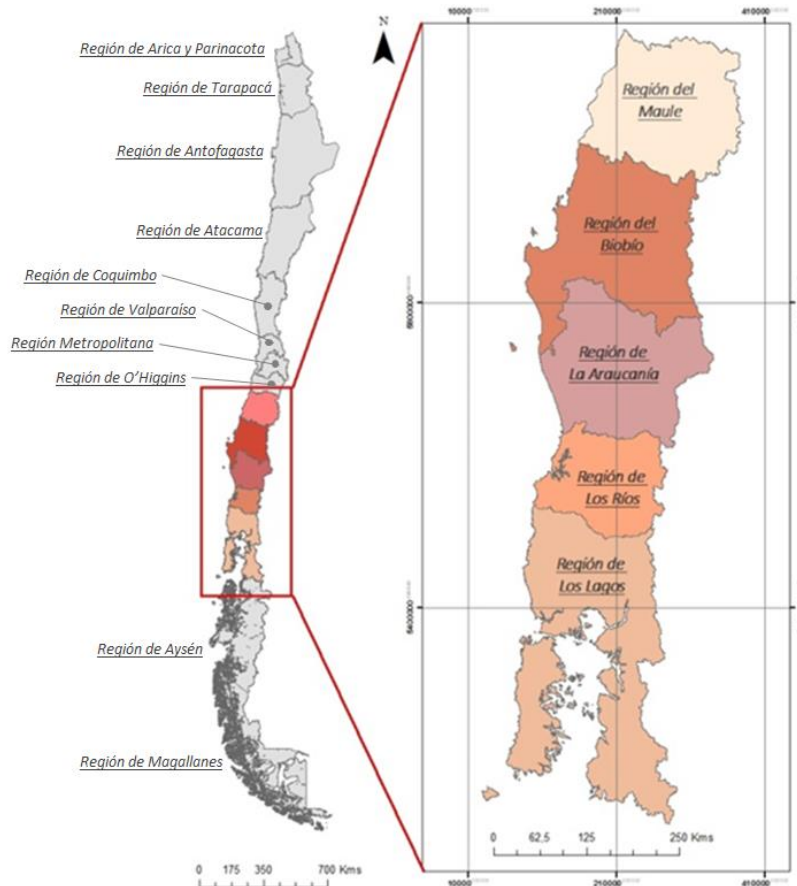 Región de Arica y Parinacota
Región de Tarapacá
Región de Antofagasta
Región de Atacama
Región de Coquimbo
Región de Valparaíso
Región Metropolitana
Región de O'Higgins
Región de Aysén
Región de Magallanes
0 175 350 700 Kms
N
10000
210000
410000
Región del
Maule
Región del
Biobío
Región de
La Araucanía
Región de
Los Ríos
Región de
Los Lagos
6400000
0 62,5 125 250 Kms
10000
210000
410000